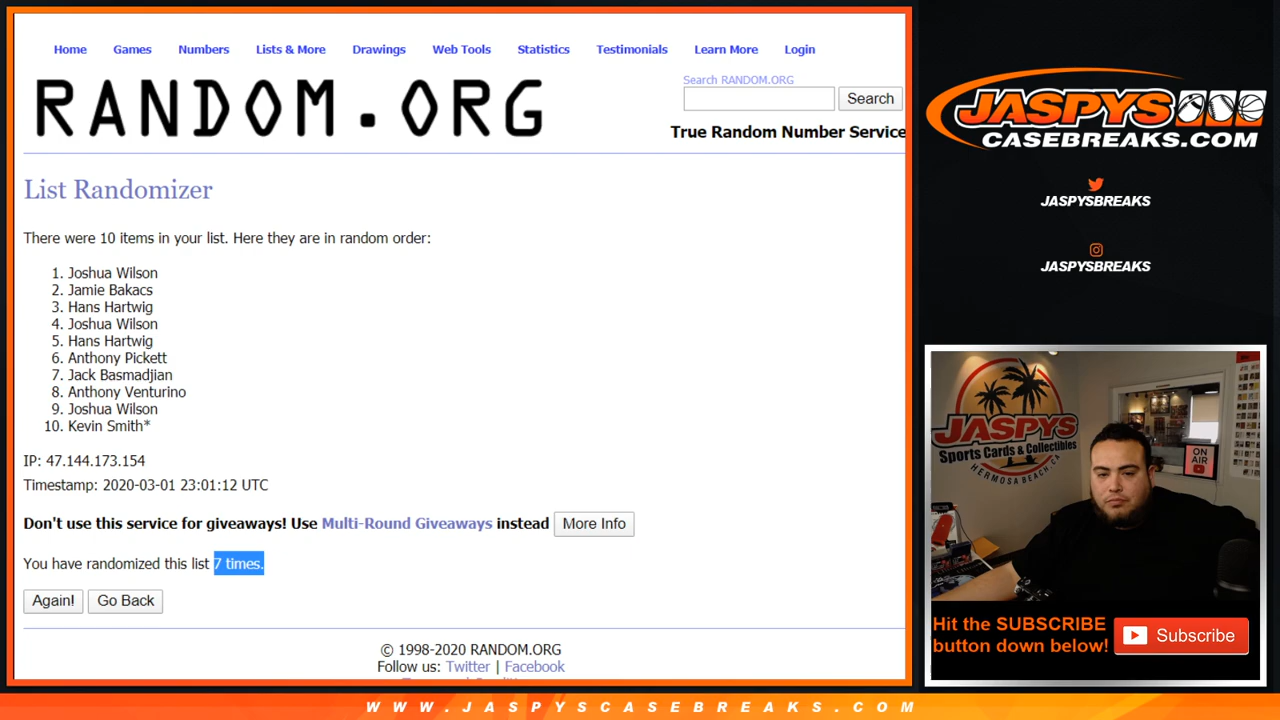 Home Games Numbers Lists & More Drawings Web Tools Statistics Testimonials Learn More Login
RANDOM.ORG
Search RANDOM.ORG
Search
True Random Number Service
List Randomizer
There were 10 items in your list. Here they are in random order:
1. Joshua Wilson
2. Jamie Bakacs
3. Hans Hartwig
4. Joshua Wilson
5. Hans Hartwig
6. Anthony Pickett
7. Jack Basmadjian
8. Anthony Venturino
9. Joshua Wilson
10. Kevin Smith*
IP: 47.144.173.154
Timestamp: 2020-03-01 23:01:12 UTC
Don't use this service for giveaways! Use Multi-Round Giveaways instead More Info
You have randomized this list 7 times.
Again! Go Back
© 1998-2020 RANDOM.ORG
Follow us: Twitter | Facebook
JASPYS
CASEBREAKS.COM
JASPYSBREAKS
JASPYSBREAKS
JASPYS
Sports Cards & Collectibles
HERMOSA BEACH, CA
ON AIR
Hit the SUBSCRIBE
button down below!
Subscribe
WWW.JASPYSCASEBREAKS.COM